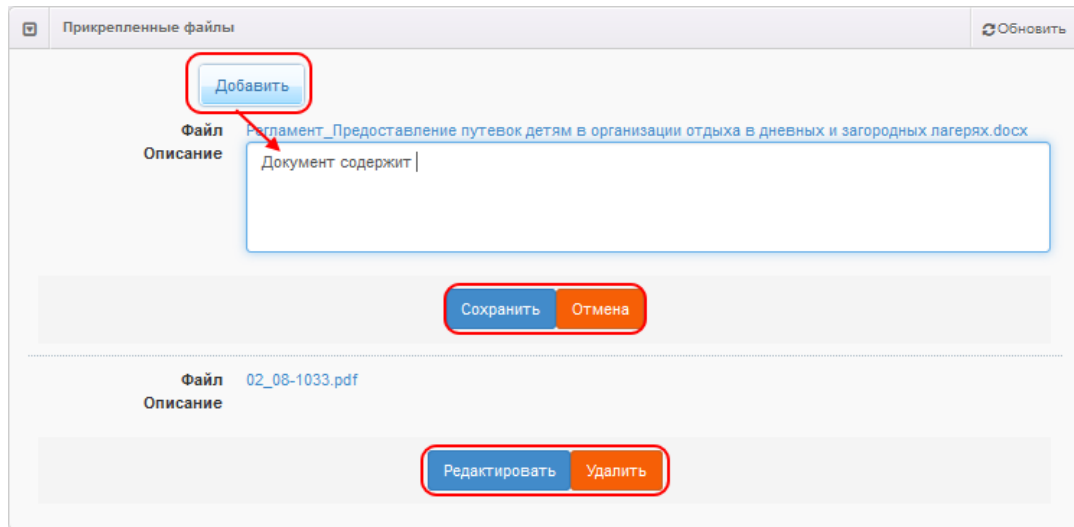 Прикрепленные файлы Обновить
Добавить
Файл Регламент_Предоставление путевок детям в организации отдыха в дневных и загородных лагерях.docx
Описание Документ содержит
Сохранить Отмена
Файл 02_08-1033.pdf
Описание
Редактировать Удалить